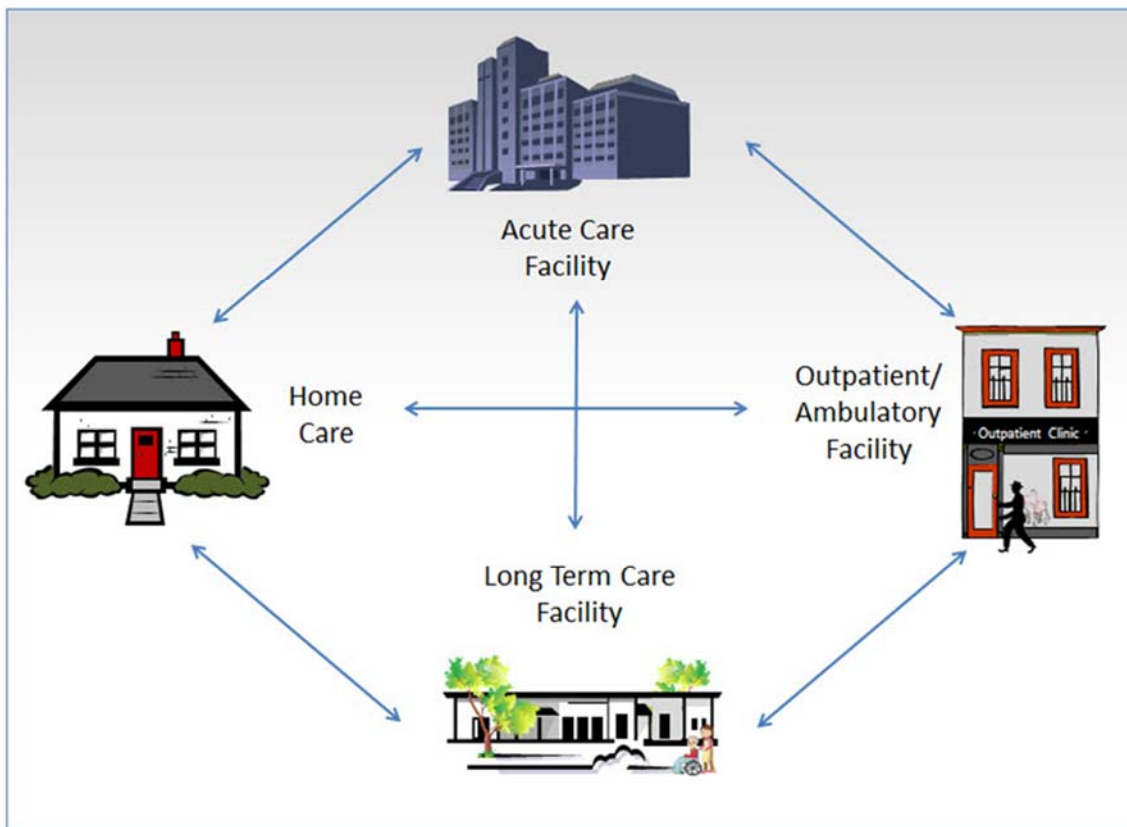 Acute Care
Facility
Home
Care
Outpatient/
Ambulatory
Facility
· Outpatient Clinic ·
Long Term Care
Facility